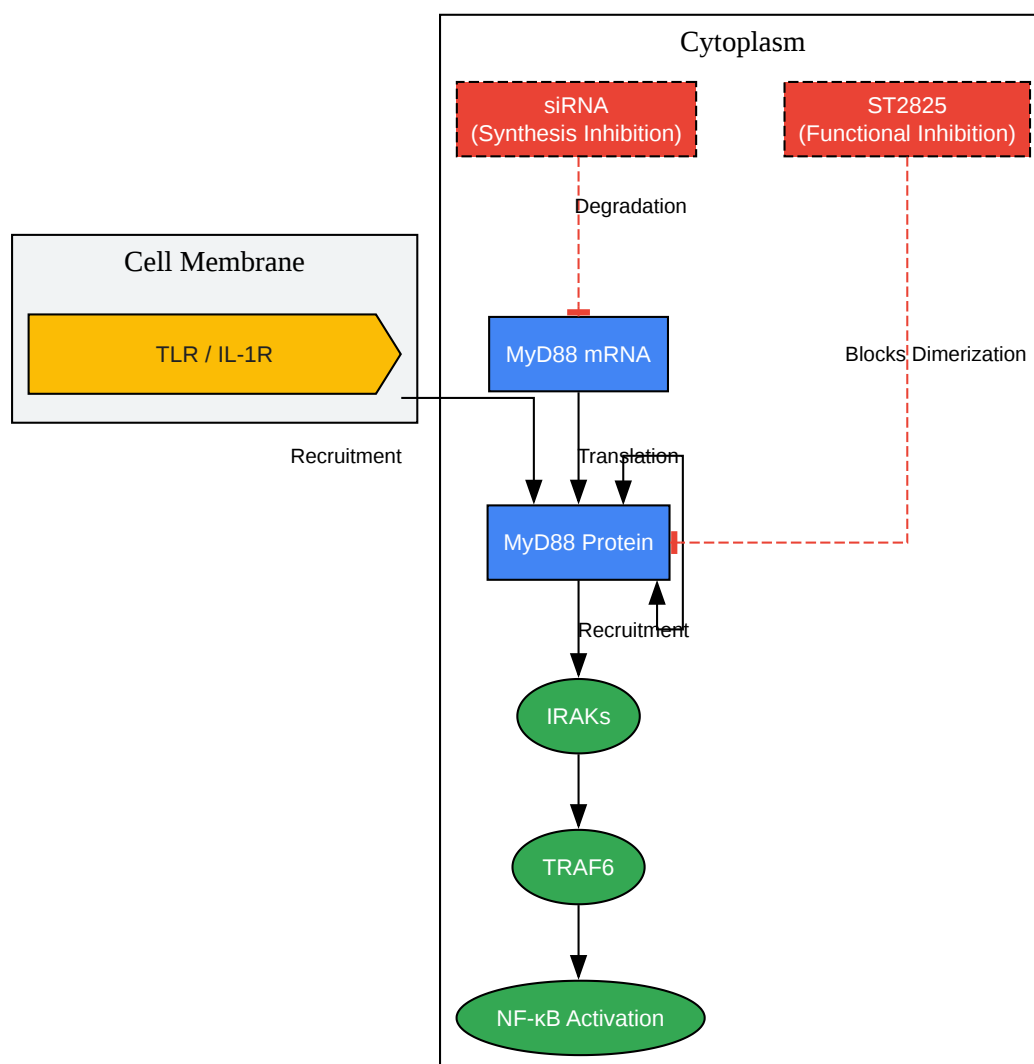 Cytoplasm
siRNA
(Synthesis Inhibition)
ST2825
(Functional Inhibition)
Degradation
Cell Membrane
TLR / IL-1R
MyD88 mRNA
Blocks Dimerization
Recruitment
Translation
MyD88 Protein
Recruitment
IRAKs
TRAF6
NF-κB Activation